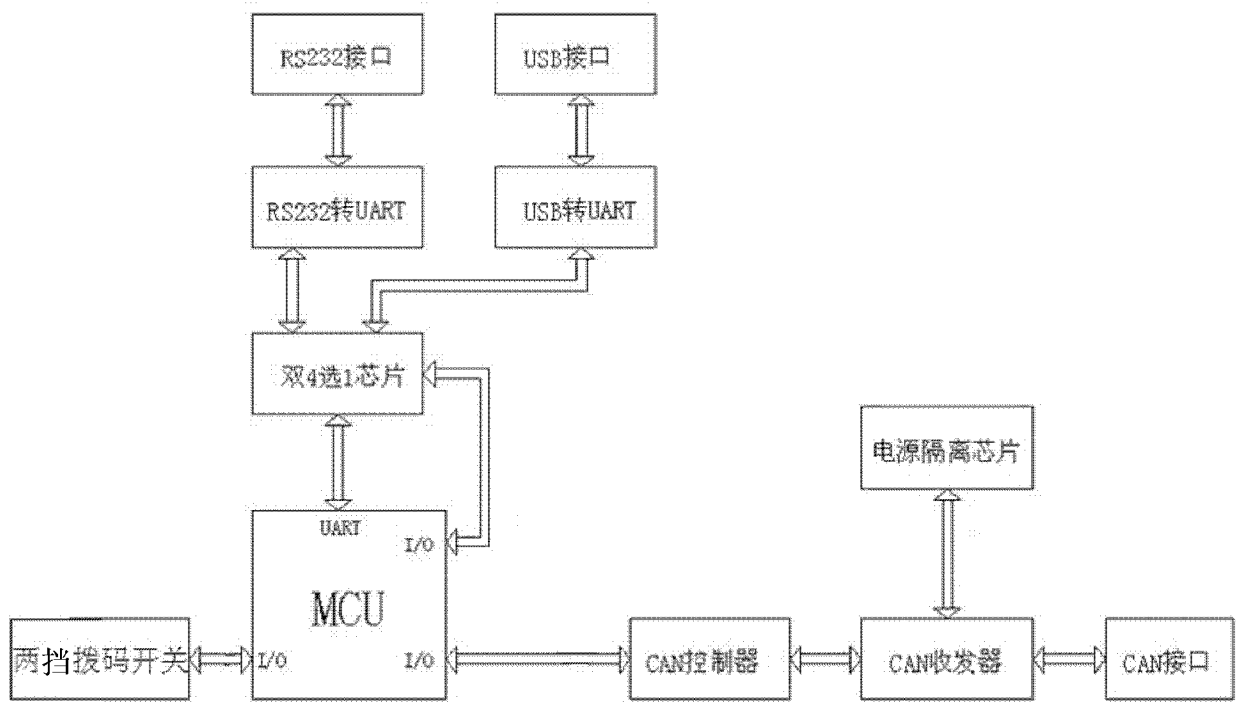 RS232接口
USB接口
RS232转UART
USB转UART
双4选1芯片
电源隔离芯片
UART
I/O
MCU
两挡拨码开关
I/O
I/O
CAN控制器
CAN收发器
CAN接口